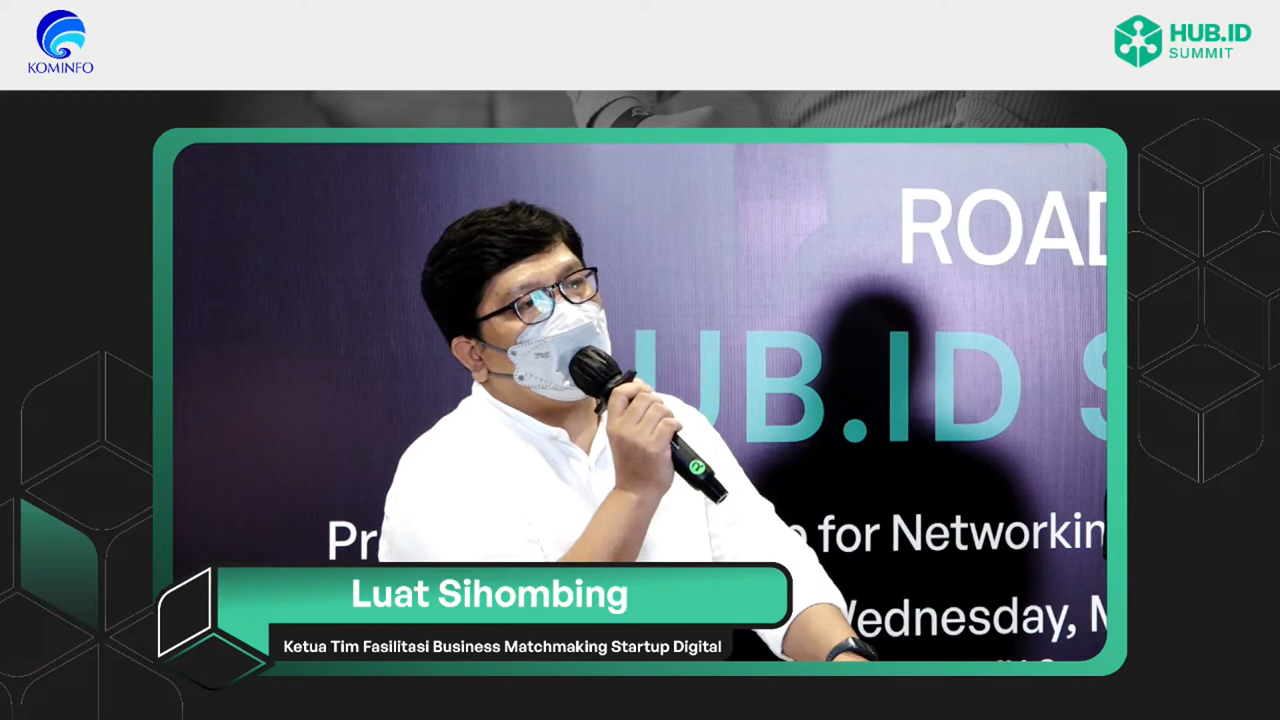 KOMINFO
HUB.ID
SUMMIT
ROAD
UB.ID S
Pr
for Networkin
Wednesday, M
Luat Sihombing
Ketua Tim Fasilitasi Business Matchmaking Startup Digital